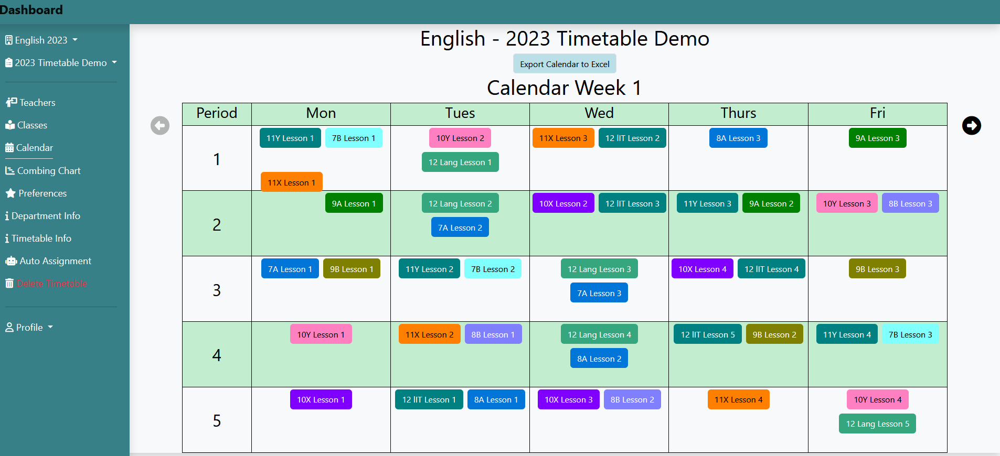 Dashboard
English 2023
2023 Timetable Demo
Teachers
Classes
Calendar
Combing Chart
Preferences
Department Info
Timetable Info
Auto Assignment
Delete Timetable
Profile
English - 2023 Timetable Demo
Export Calendar to Excel
Calendar Week 1
Period Mon Tues Wed Thurs Fri
1
11Y Lesson 1 7B Lesson 1
11X Lesson 1
10Y Lesson 2
12 Lang Lesson 1
11X Lesson 3 12 lIT Lesson 2
8A Lesson 3
9A Lesson 3
2
9A Lesson 1
12 Lang Lesson 2
7A Lesson 2
10X Lesson 2 12 lIT Lesson 3
11Y Lesson 3 9A Lesson 2
10Y Lesson 3 8B Lesson 3
3
7A Lesson 1 9B Lesson 1
11Y Lesson 2 7B Lesson 2
12 Lang Lesson 3
7A Lesson 3
10X Lesson 4 12 lIT Lesson 4
9B Lesson 3
4
10Y Lesson 1
11X Lesson 2 8B Lesson 1
12 Lang Lesson 4
8A Lesson 2
12 lIT Lesson 5 9B Lesson 2
11Y Lesson 4 7B Lesson 3
5
10X Lesson 1
12 lIT Lesson 1 8A Lesson 1
10X Lesson 3 8B Lesson 2
11X Lesson 4
10Y Lesson 4
12 Lang Lesson 5